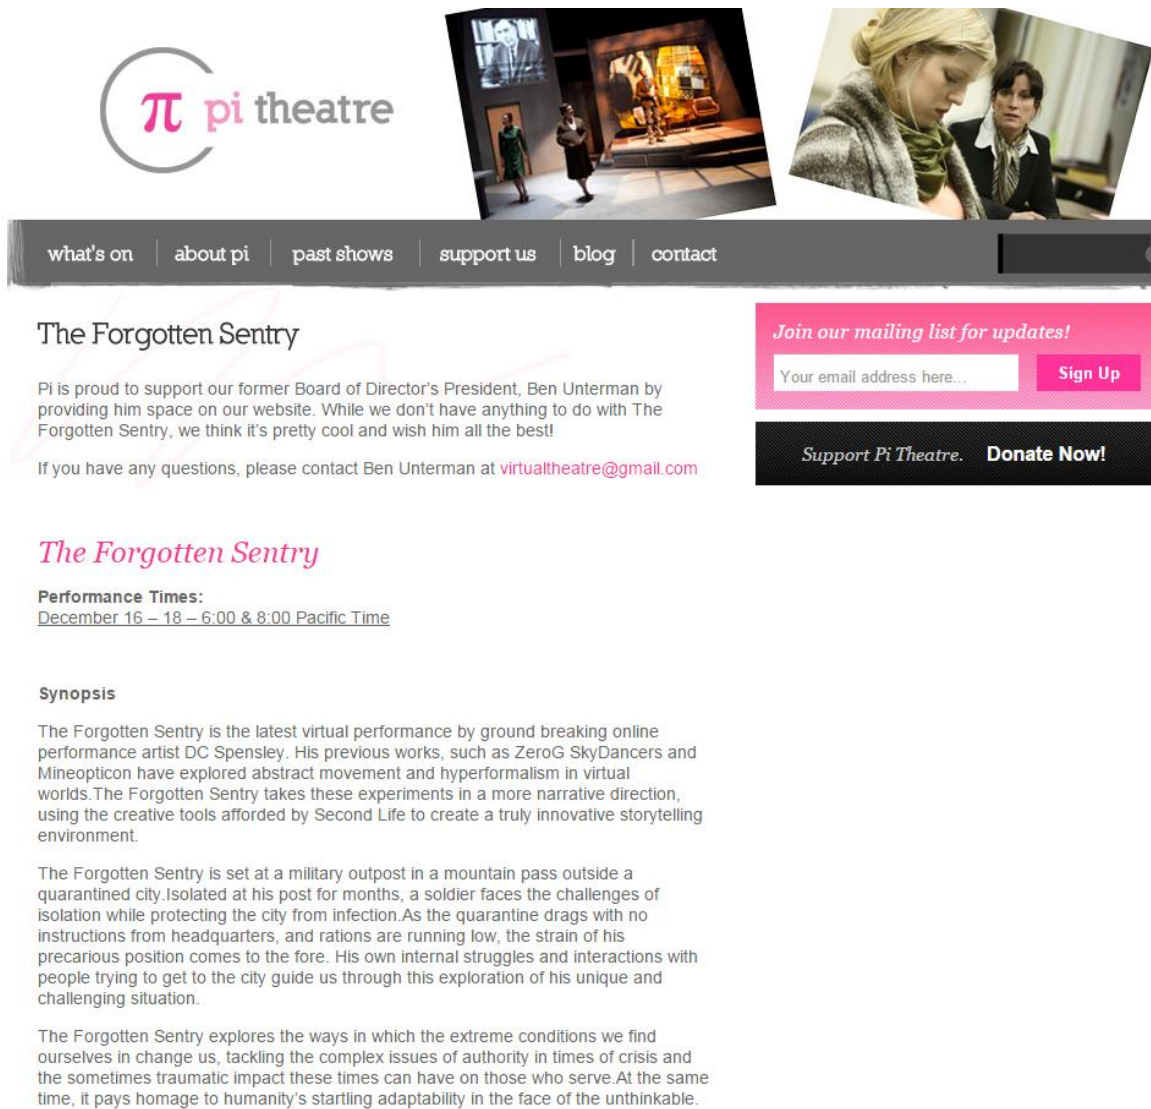 π pi theatre
what's on
about pi
past shows
support us
blog
contact
The Forgotten Sentry
Pi is proud to support our former Board of Director's President, Ben Unterman by
providing him space on our website. While we don't have anything to do with The
Forgotten Sentry, we think it's pretty cool and wish him all the best!
If you have any questions, please contact Ben Unterman at virtualtheatre@gmail.com
Join our mailing list for updates!
Your email address here...
Sign Up
Support Pi Theatre. Donate Now!
The Forgotten Sentry
Performance Times:
December 16 – 18 – 6:00 & 8:00 Pacific Time
Synopsis
The Forgotten Sentry is the latest virtual performance by ground breaking online
performance artist DC Spensley. His previous works, such as ZeroG SkyDancers and
Mineopticon have explored abstract movement and hyperformalism in virtual
worlds.The Forgotten Sentry takes these experiments in a more narrative direction,
using the creative tools afforded by Second Life to create a truly innovative storytelling
environment.
The Forgotten Sentry is set at a military outpost in a mountain pass outside a
quarantined city.Isolated at his post for months, a soldier faces the challenges of
isolation while protecting the city from infection.As the quarantine drags with no
instructions from headquarters, and rations are running low, the strain of his
precarious position comes to the fore. His own internal struggles and interactions with
people trying to get to the city guide us through this exploration of his unique and
challenging situation.
The Forgotten Sentry explores the ways in which the extreme conditions we find
ourselves in change us, tackling the complex issues of authority in times of crisis and
the sometimes traumatic impact these times can have on those who serve.At the same
time, it pays homage to humanity's startling adaptability in the face of the unthinkable.